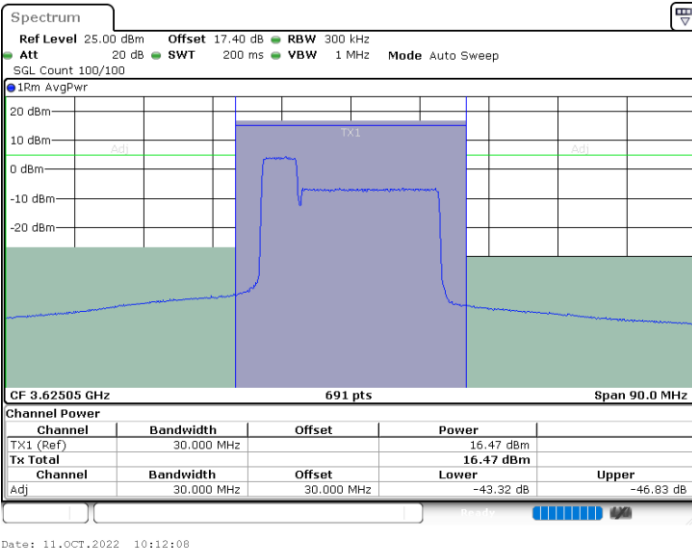 Spectrum
Ref Level 25.00 dBm Offset 17.40 dB RBW 300 kHz
Att 20 dB SWT 200 ms VBW 1 MHz Mode Auto Sweep
SGL Count 100/100
1Rm AvgPwr
20 dBm
TX1
10 dBm
Adj Adj
0 dBm
-10 dBm
-20 dBm
CF 3.62505 GHz 691 pts Span 90.0 MHz
Channel Power
Channel Bandwidth Offset Power
TX1 (Ref) 30.000 MHz 16.47 dBm
Tx Total 16.47 dBm
Channel Bandwidth Offset Lower Upper
Adj 30.000 MHz 30.000 MHz -43.32 dB -46.83 dB
Ready
Date: 11.OCT.2022 10:12:08